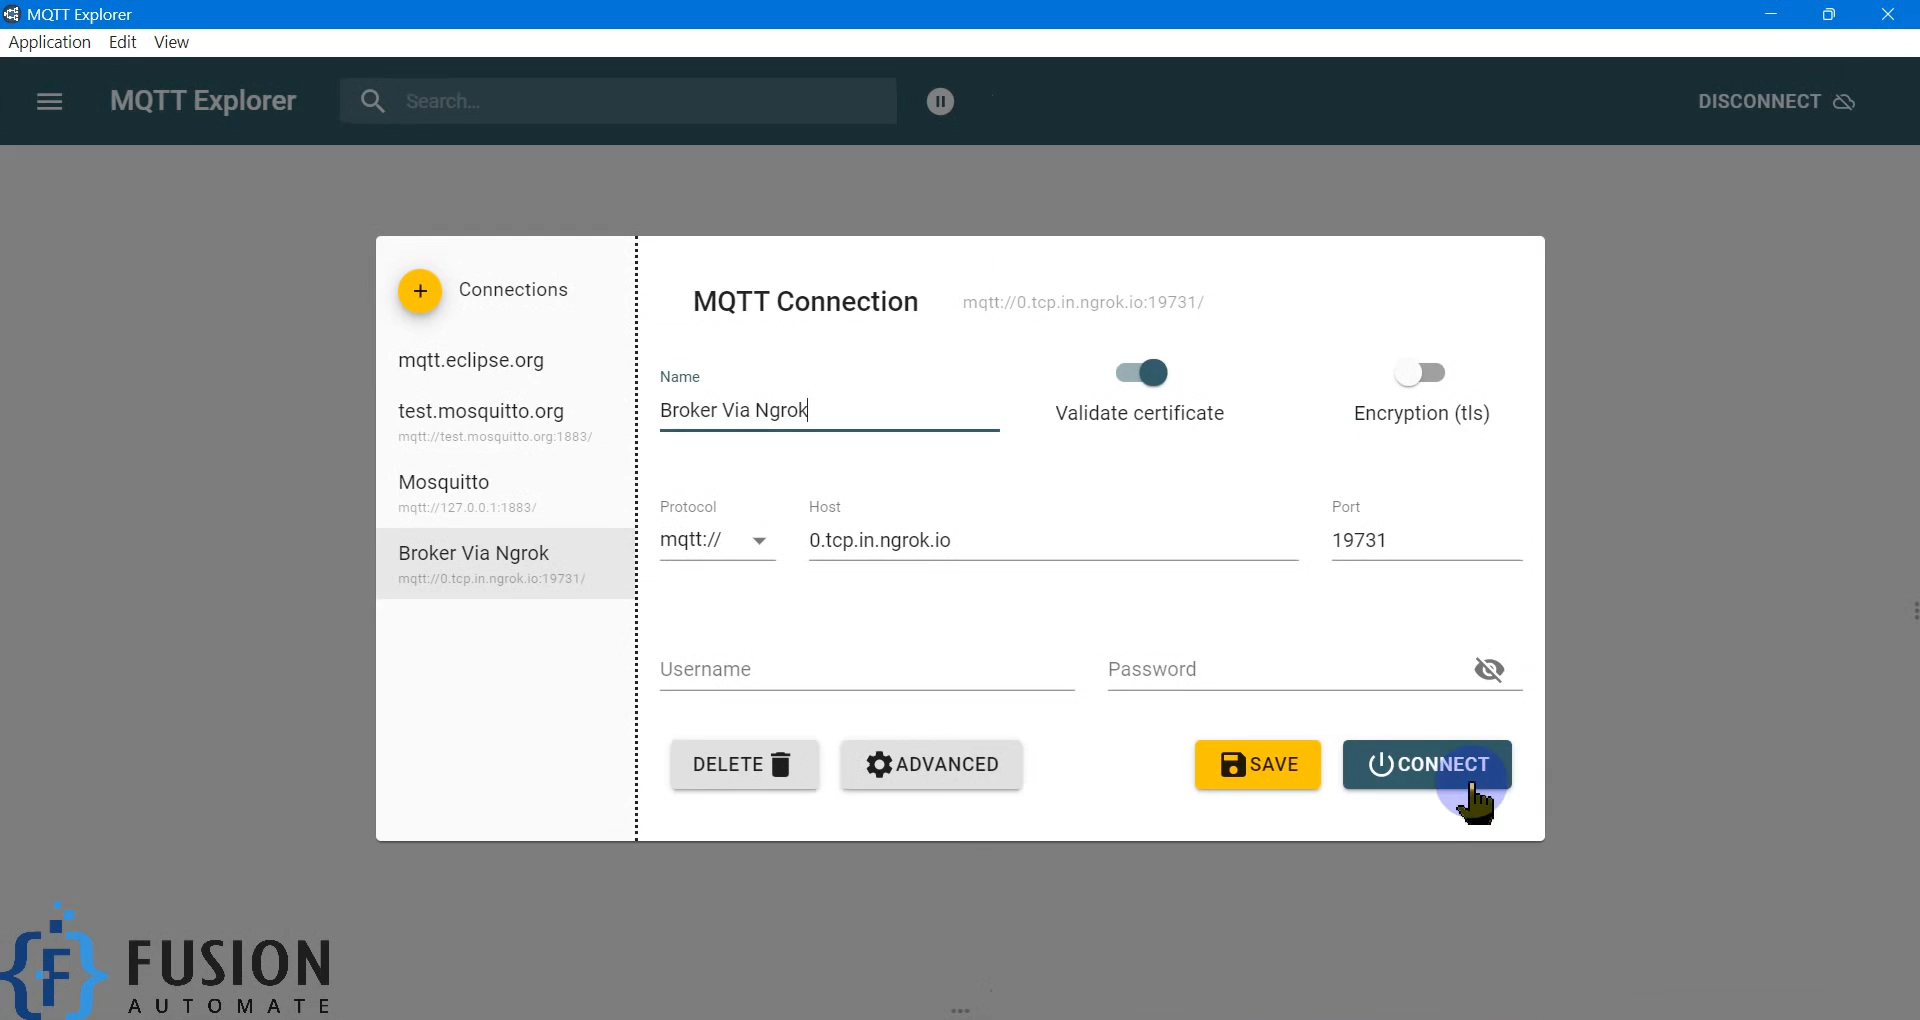 MQTT Explorer
Application Edit View
MQTT Explorer Search... DISCONNECT
Connections
mqtt.eclipse.org
test.mosquitto.org
mqtt://test.mosquitto.org:1883/
Mosquitto
mqtt://127.0.0.1:1883/
Broker Via Ngrok
mqtt://0.tcp.in.ngrok.io:19731/
MQTT Connection mqtt://0.tcp.in.ngrok.io:19731/
Name
Broker Via Ngrok
Validate certificate
Encryption (tls)
Protocol Host Port
mqtt:// 0.tcp.in.ngrok.io 19731
Username Password
DELETE ADVANCED SAVE CONNECT
FUSION
AUTOMATE